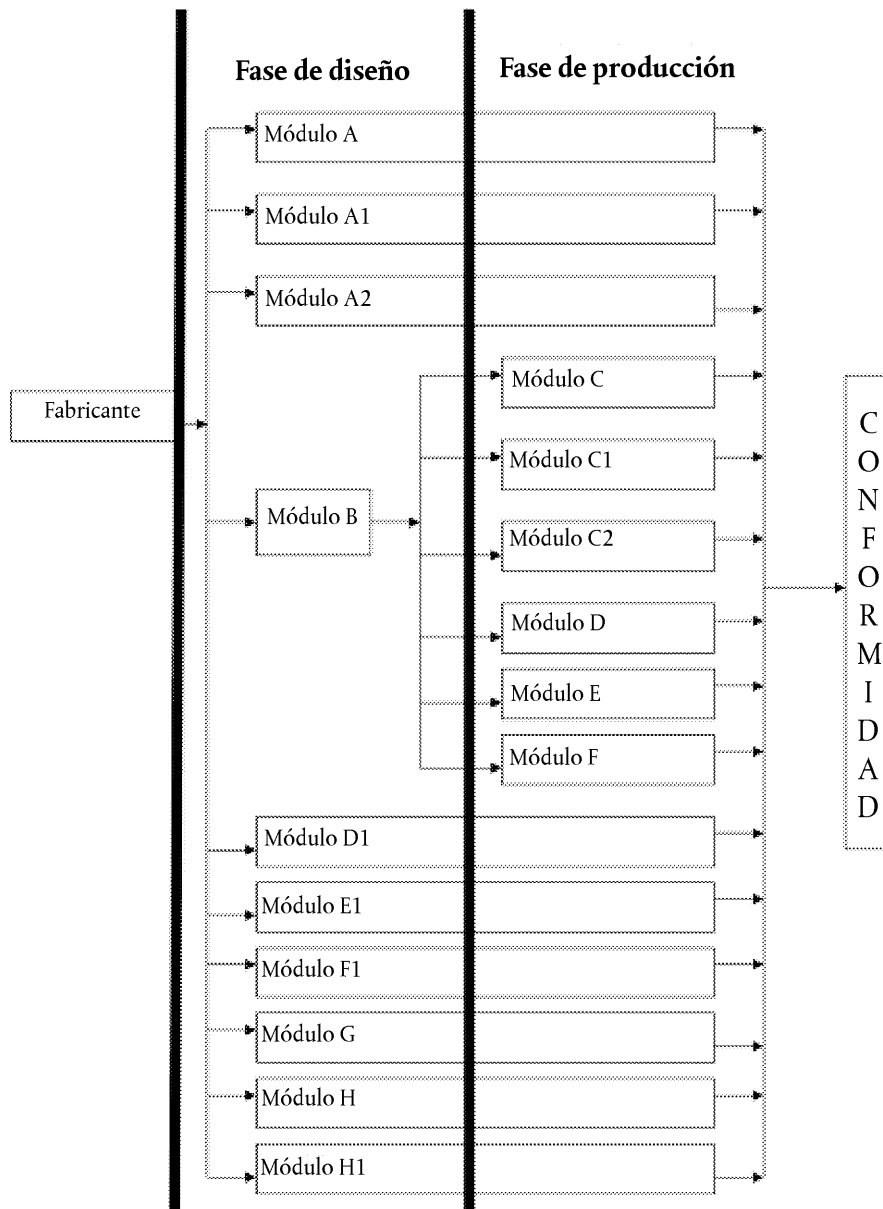 Fase de diseño
Fase de producción
Módulo A
Módulo A1
Módulo A2
Fabricante
Módulo B
Módulo C
Módulo C1
Módulo C2
Módulo D
Módulo E
Módulo F
Módulo D1
Módulo E1
Módulo F1
Módulo G
Módulo H
Módulo H1
CONFORMIDAD